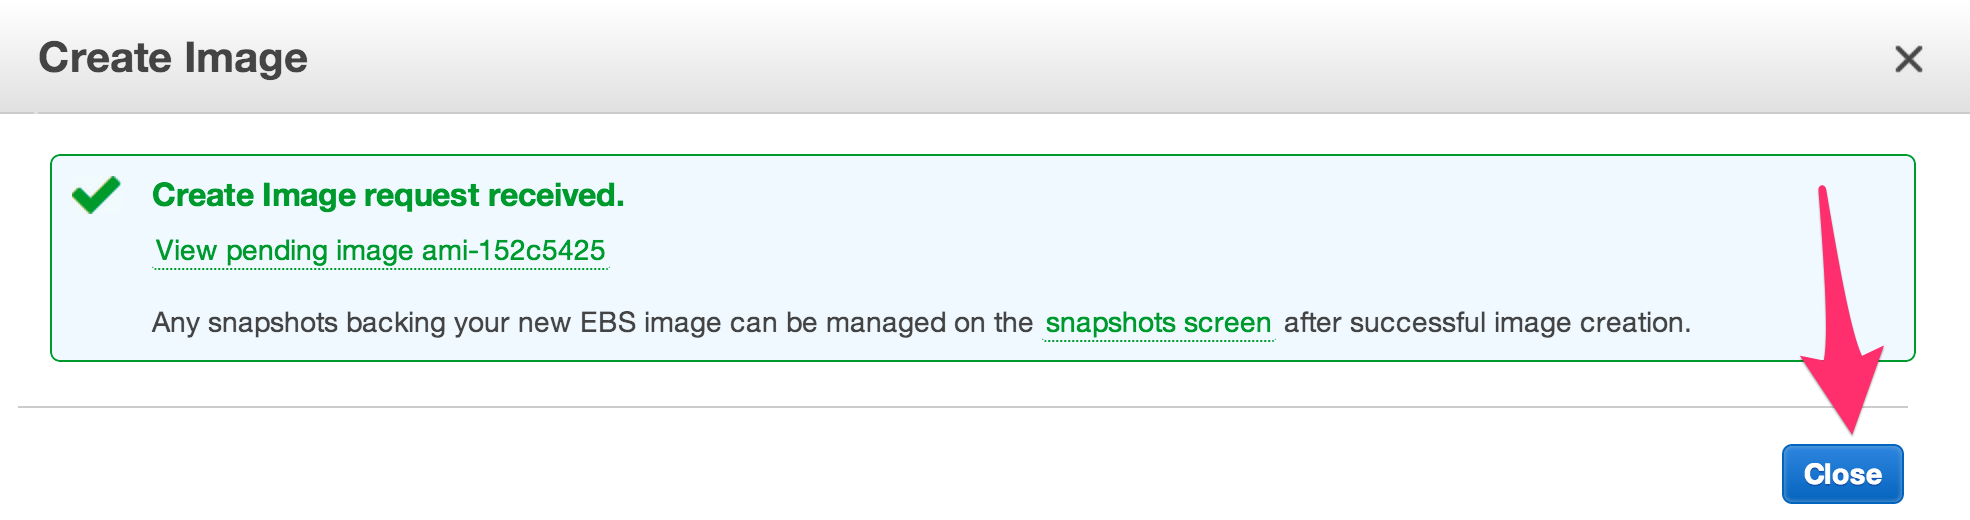 Create Image
Create Image request received.
View pending image ami-152c5425
Any snapshots backing your new EBS image can be managed on the snapshots screen after successful image creation.
Close